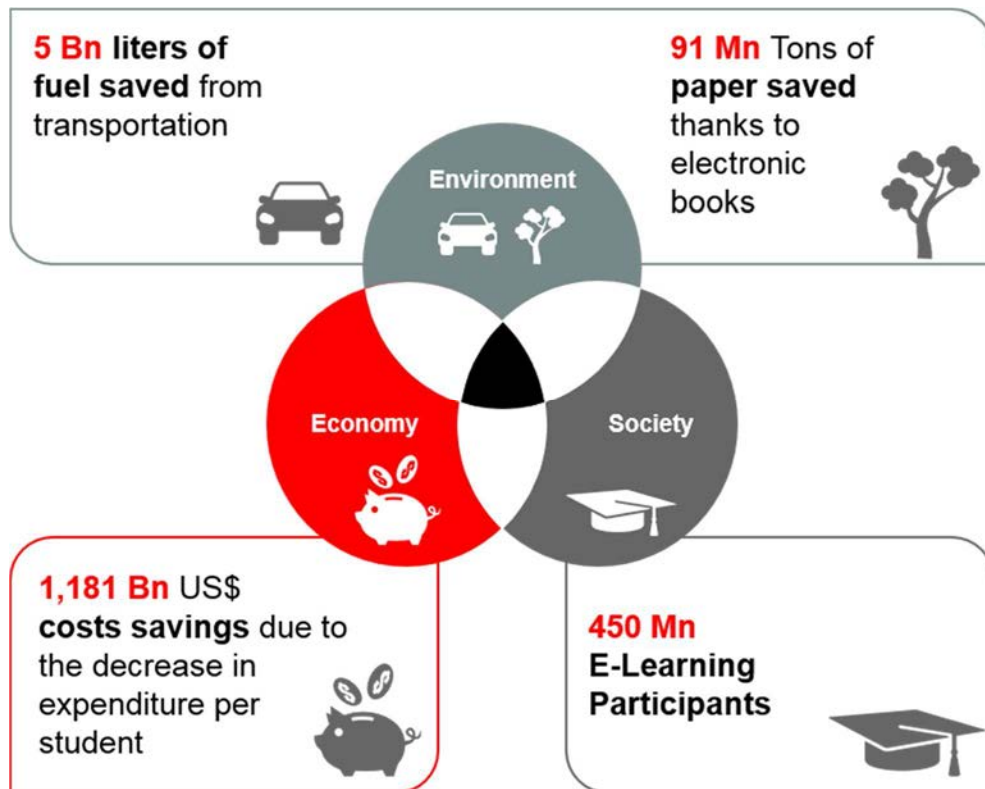 5 Bn liters of
fuel saved from
transportation
91 Mn Tons of
paper saved
thanks to
electronic
books
Environment
Economy
Society
1,181 Bn US$
costs savings due to
the decrease in
expenditure per
student
450 Mn
E-Learning
Participants